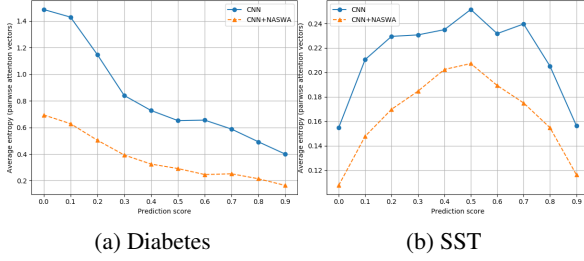 CNN
CNN+NASWA
1.4
1.2
1.0
0.8
0.6
0.4
0.2
Average entropy (pairwise attention vectors)
0.0 0.1 0.2 0.3 0.4 0.5 0.6 0.7 0.8 0.9
Prediction score
(a) Diabetes
CNN
CNN+NASWA
0.24
0.22
0.20
0.18
0.16
0.14
0.12
Average entropy (pairwise attention vectors)
0.0 0.1 0.2 0.3 0.4 0.5 0.6 0.7 0.8 0.9
Prediction score
(b) SST